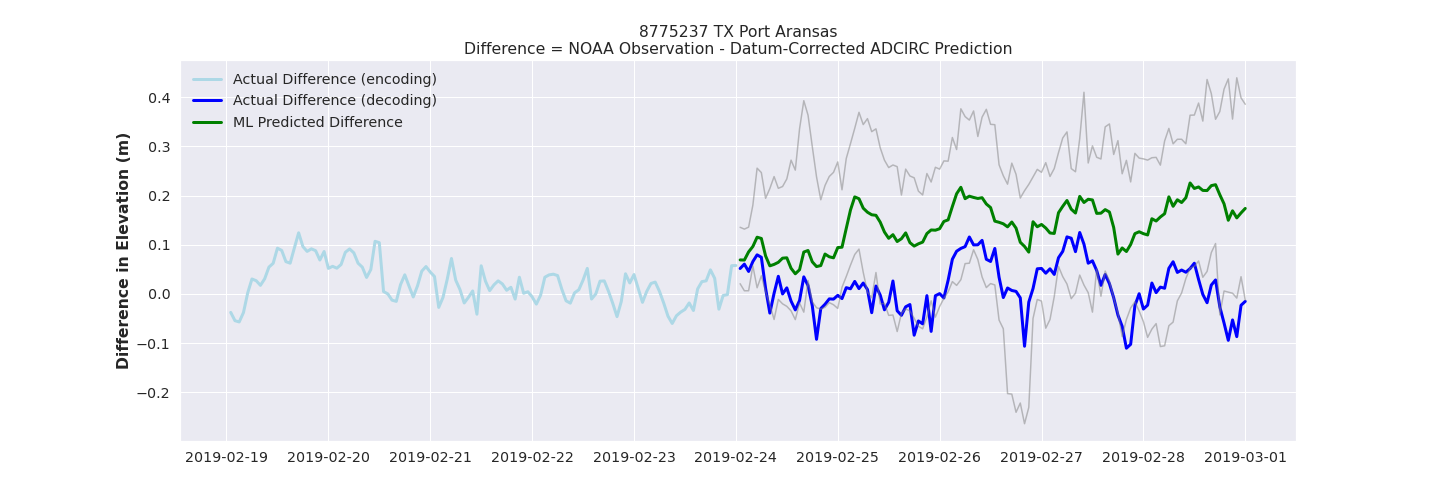 8775237 TX Port Aransas
Difference = NOAA Observation - Datum-Corrected ADCIRC Prediction
Actual Difference (encoding)
Actual Difference (decoding)
ML Predicted Difference
Difference in Elevation (m)
0.4
0.3
0.2
0.1
0.0
−0.1
−0.2
2019-02-19 2019-02-20 2019-02-21 2019-02-22 2019-02-23 2019-02-24 2019-02-25 2019-02-26 2019-02-27 2019-02-28 2019-03-01